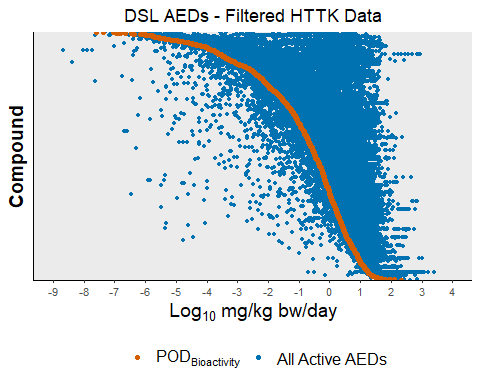 DSL AEDs - Filtered HTTK Data
Compound
-9 -8 -7 -6 -5 -4 -3 -2 -1 0 1 2 3 4
Log₁₀ mg/kg bw/day
POD_Bioactivity All Active AEDs